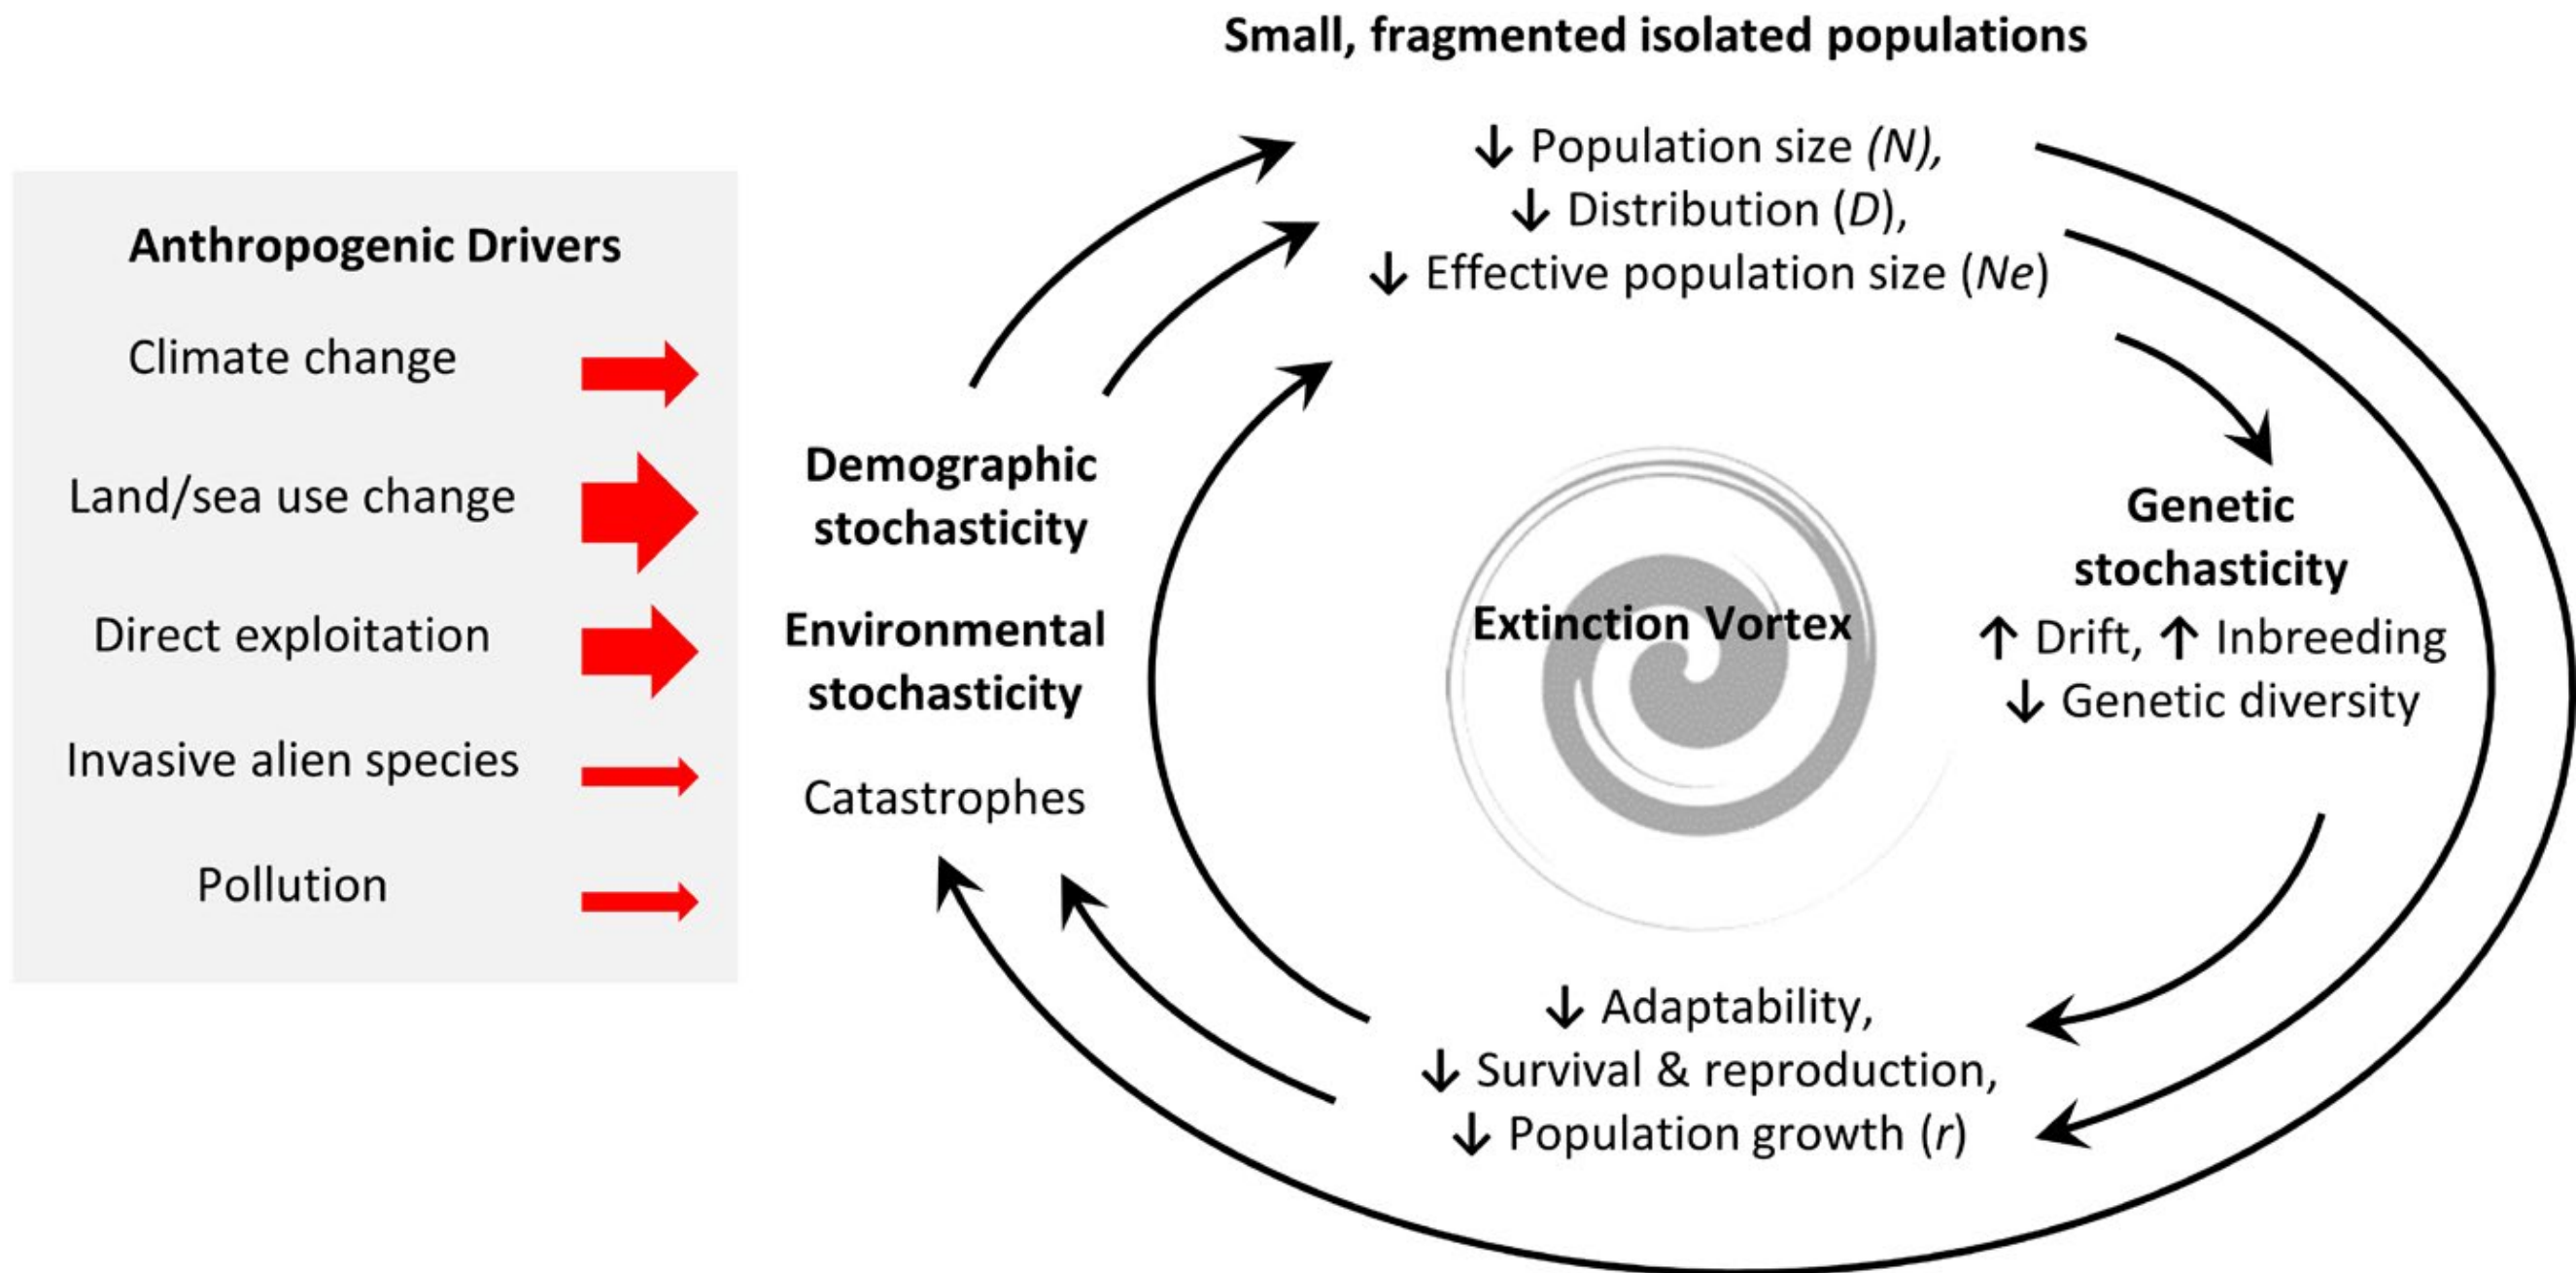 Small, fragmented isolated populations
↓ Population size (N),
↓ Distribution (D),
↓ Effective population size (Ne)
Anthropogenic Drivers
Climate change
Land/sea use change
Direct exploitation
Invasive alien species
Pollution
Demographic
stochasticity
Environmental
stochasticity
Catastrophes
Extinction Vortex
Genetic
stochasticity
↑ Drift, ↑ Inbreeding
↓ Genetic diversity
↓ Adaptability,
↓ Survival & reproduction,
↓ Population growth (r)